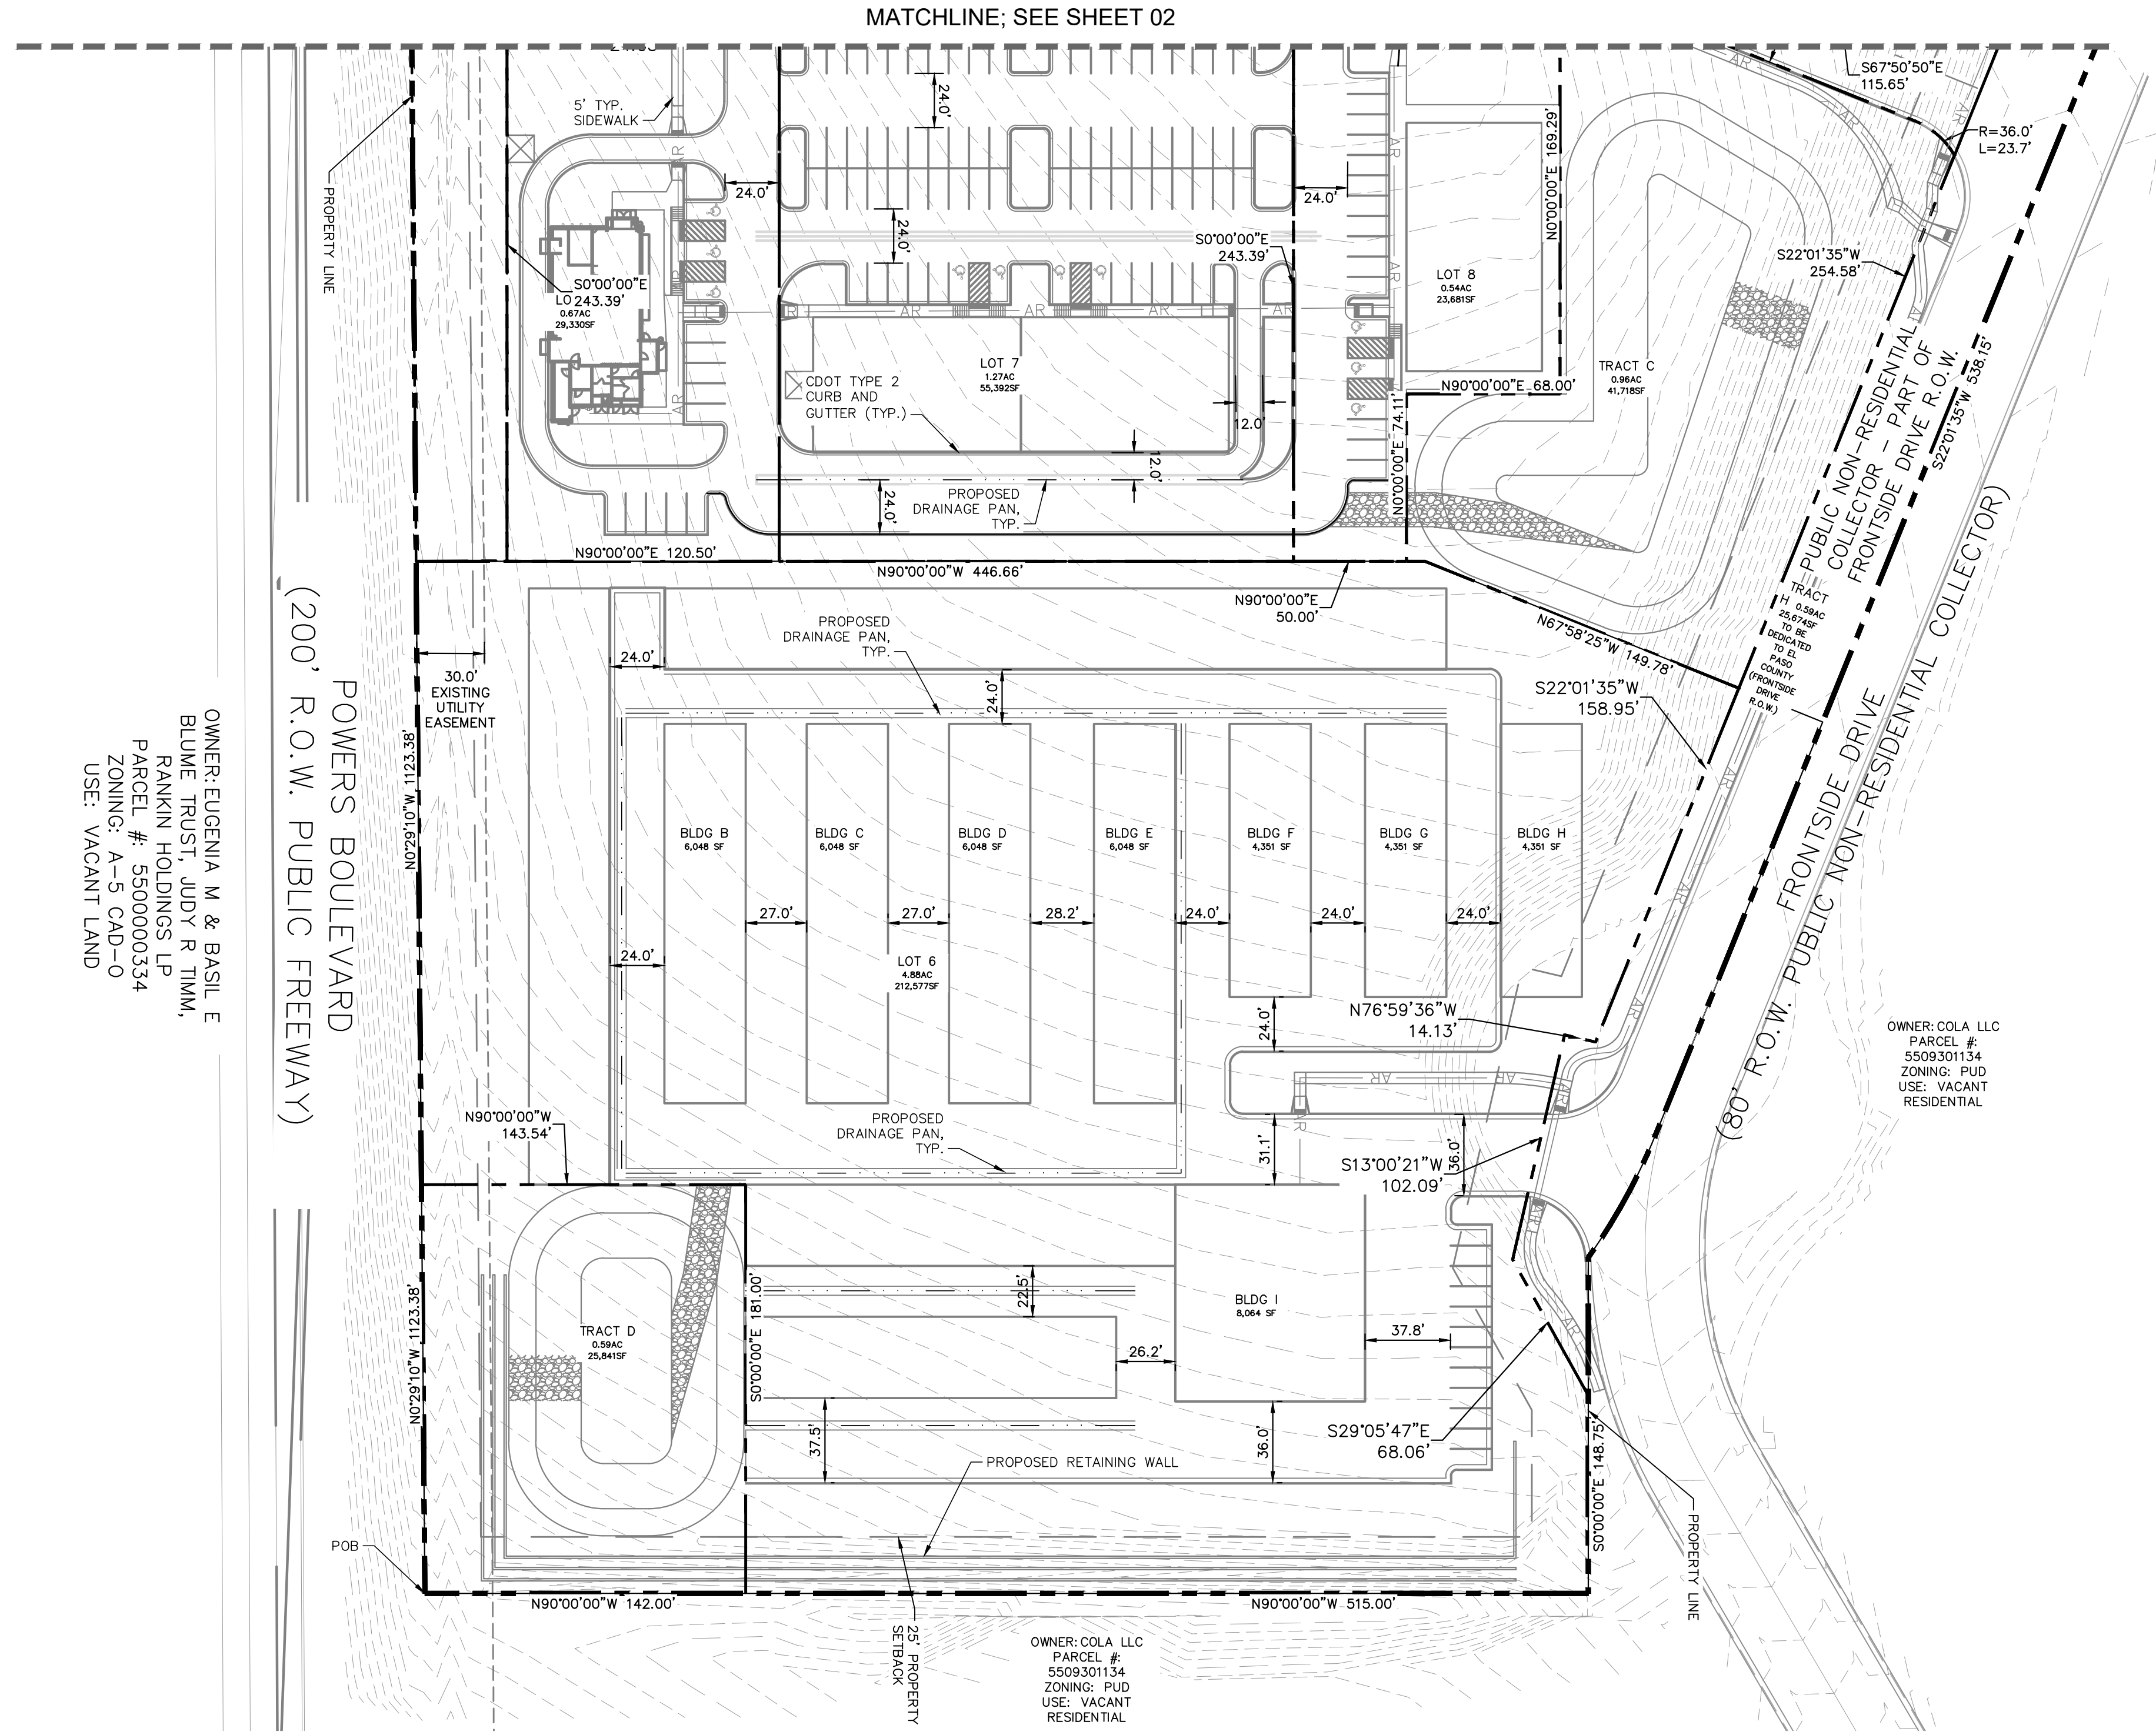 MATCHLINE; SEE SHEET 02
5' TYP.
SIDEWALK
PROPERTY LINE
24.0'
24.0'
24.0'
24.0'
S67°50'50"E
115.65'
R=36.0'
L=23.7'
N0°00'00"E 169.29'
S0°00'00"E
243.39'
LO
0.67AC
29,330SF
S0°00'00"E
243.39'
LOT 8
0.54AC
23,681SF
S22°01'35"W
254.58'
LOT 7
1.27AC
55,392SF
CDOT TYPE 2
CURB AND
GUTTER (TYP.)
TRACT C
0.96AC
41,718SF
N90°00'00"E 68.00'
N0°00'00"E 74.11'
12.0'
12.0'
24.0'
PROPOSED
DRAINAGE PAN,
TYP.
PUBLIC NON-RESIDENTIAL
COLLECTOR - PART OF
FRONTSIDE DRIVE R.O.W.
S22°01'35"W 538.15'
N90°00'00"E 120.50'
N90°00'00"W 446.66'
N90°00'00"E
50.00'
N67°58'25"W 149.78'
TRACT
H 0.59AC
25,674SF
TO BE
DEDICATED
TO EL
PASO
COUNTY
(FRONTSIDE
DRIVE
R.O.W.)
FRONTSIDE DRIVE
(80' R.O.W. PUBLIC NON-RESIDENTIAL COLLECTOR)
S22°01'35"W
158.95'
PROPOSED
DRAINAGE PAN,
TYP.
24.0'
24.0'
30.0'
EXISTING
UTILITY
EASEMENT
N0°29'10"W 1123.38'
POWERS BOULEVARD
(200' R.O.W. PUBLIC FREEWAY)
OWNER: EUGENIA M & BASIL E
BLUME TRUST, JUDY R TIMM,
RANKIN HOLDINGS LP
PARCEL #: 5500000334
ZONING: A-5 CAD-O
USE: VACANT LAND
BLDG B
6,048 SF
BLDG C
6,048 SF
BLDG D
6,048 SF
BLDG E
6,048 SF
BLDG F
4,351 SF
BLDG G
4,351 SF
BLDG H
4,351 SF
27.0'
27.0'
28.2'
24.0'
24.0'
24.0'
24.0'
LOT 6
4.88AC
212,577SF
24.0'
N76°59'36"W
14.13'
OWNER: COLA LLC
PARCEL #:
5509301134
ZONING: PUD
USE: VACANT
RESIDENTIAL
N90°00'00"W
143.54'
PROPOSED
DRAINAGE PAN,
TYP.
31.1'
36.0'
S13°00'21"W
102.09'
N0°29'10"W 1123.38'
TRACT D
0.59AC
25,841SF
S0°00'00"E 181.00'
22.5'
BLDG I
8,064 SF
26.2'
37.8'
37.5'
36.0'
S29°05'47"E
68.06'
S0°00'00"E 148.75'
PROPERTY LINE
PROPOSED RETAINING WALL
POB
N90°00'00"W 142.00'
N90°00'00"W 515.00'
25' PROPERTY
SETBACK
OWNER: COLA LLC
PARCEL #:
5509301134
ZONING: PUD
USE: VACANT
RESIDENTIAL